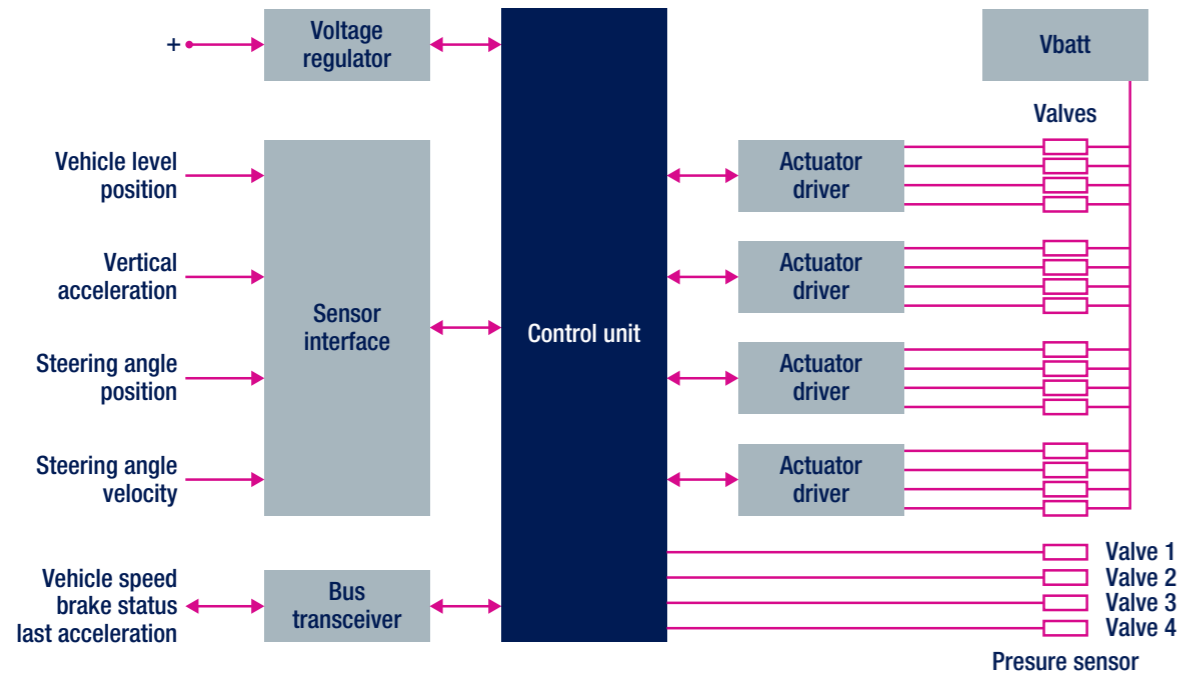 +
Voltage
regulator
Vbatt
Valves
Vehicle level
position
Vertical
acceleration
Steering angle
position
Steering angle
velocity
Sensor
interface
Control unit
Actuator
driver
Actuator
driver
Actuator
driver
Actuator
driver
Vehicle speed
brake status
last acceleration
Bus
transceiver
Valve 1
Valve 2
Valve 3
Valve 4
Presure sensor